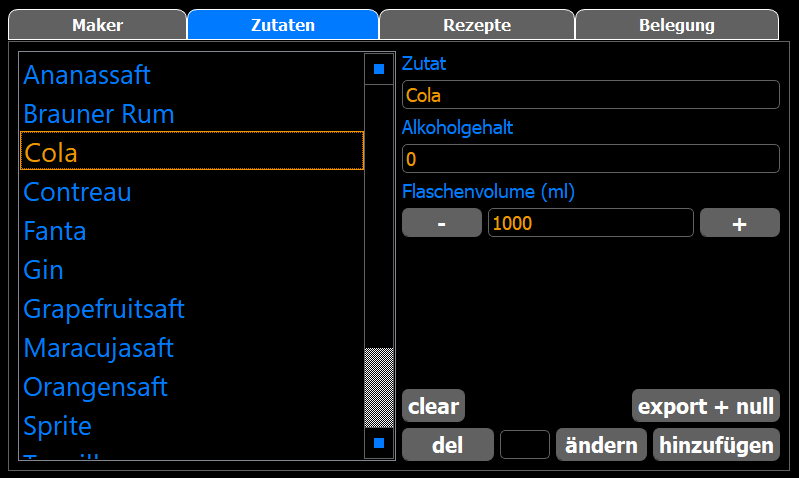 Maker Zutaten Rezepte Belegung
Ananassaft
Brauner Rum
Cola
Contreau
Fanta
Gin
Grapefruitsaft
Maracujasaft
Orangensaft
Sprite
Zutat
Cola
Alkoholgehalt
0
Flaschenvolume (ml)
- 1000 +
clear export + null
del ändern hinzufügen